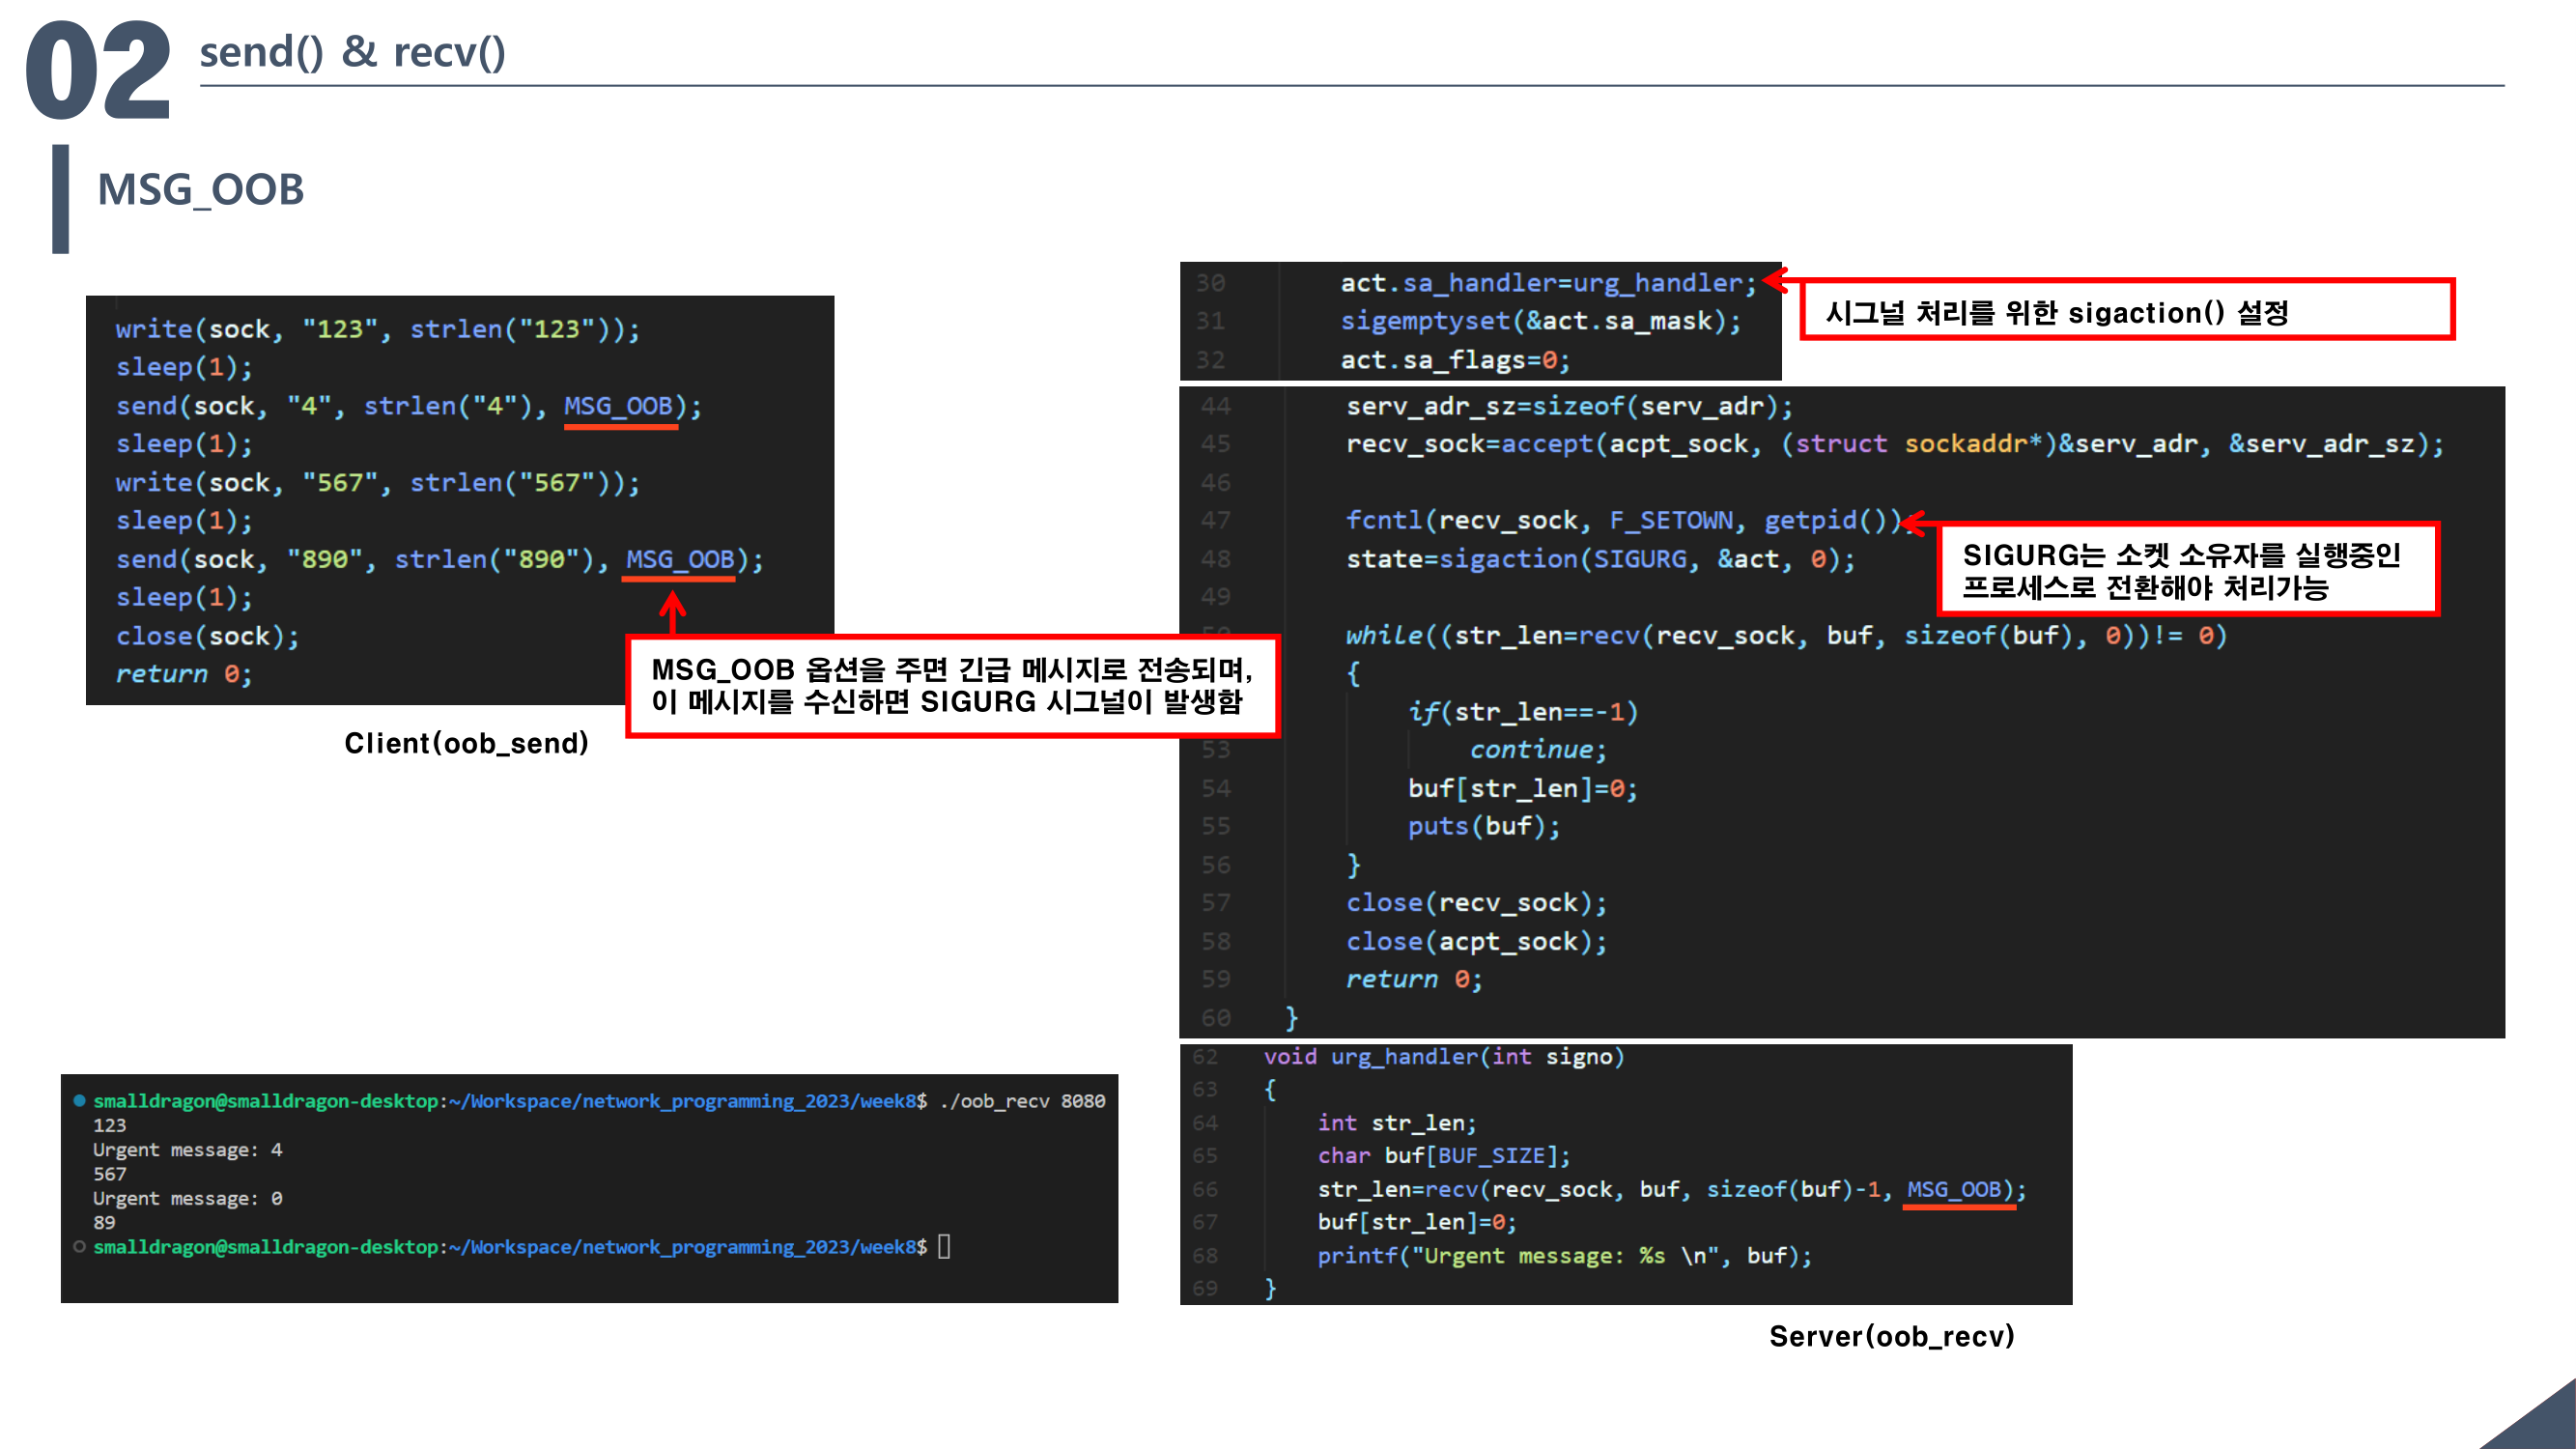 02 send() & recv()
MSG_OOB
write(sock, "123", strlen("123"));
sleep(1);
send(sock, "4", strlen("4"), MSG_OOB);
sleep(1);
write(sock, "567", strlen("567"));
sleep(1);
send(sock, "890", strlen("890"), MSG_OOB);
sleep(1);
close(sock);
return 0;
MSG_OOB 옵션을 주면 긴급 메시지로 전송되며,
이 메시지를 수신하면 SIGURG 시그널이 발생함
Client(oob_send)
30 act.sa_handler=urg_handler;
31 sigemptyset(&act.sa_mask);
32 act.sa_flags=0;
시그널 처리를 위한 sigaction() 설정
44 serv_adr_sz=sizeof(serv_adr);
45 recv_sock=accept(acpt_sock, (struct sockaddr*)&serv_adr, &serv_adr_sz);
46
47 fcntl(recv_sock, F_SETOWN, getpid());
48 state=sigaction(SIGURG, &act, 0);
49
SIGURG는 소켓 소유자를 실행중인
프로세스로 전환해야 처리가능
while((str_len=recv(recv_sock, buf, sizeof(buf), 0))!= 0)
{
if(str_len==-1)
53 continue;
54 buf[str_len]=0;
55 puts(buf);
56 }
57 close(recv_sock);
58 close(acpt_sock);
59 return 0;
60 }
62 void urg_handler(int signo)
63 {
64 int str_len;
65 char buf[BUF_SIZE];
66 str_len=recv(recv_sock, buf, sizeof(buf)-1, MSG_OOB);
67 buf[str_len]=0;
68 printf("Urgent message: %s \n", buf);
69 }
Server(oob_recv)
smalldragon@smalldragon-desktop:~/Workspace/network_programming_2023/week8$ ./oob_recv 8080
123
Urgent message: 4
567
Urgent message: 0
89
smalldragon@smalldragon-desktop:~/Workspace/network_programming_2023/week8$